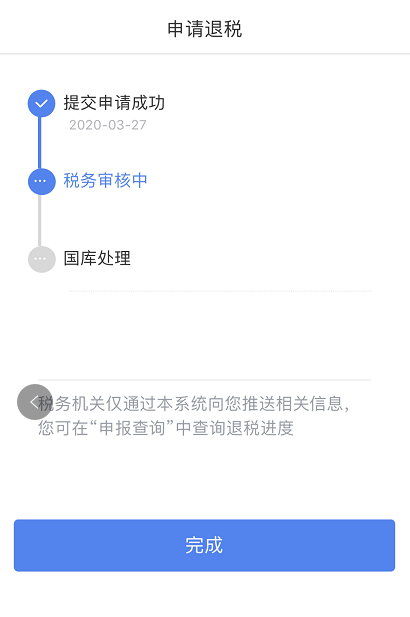 申请退税
提交申请成功
2020-03-27
税务审核中
国库处理
税务机关仅通过本系统向您推送相关信息，
您可在“申报查询”中查询退税进度
完成